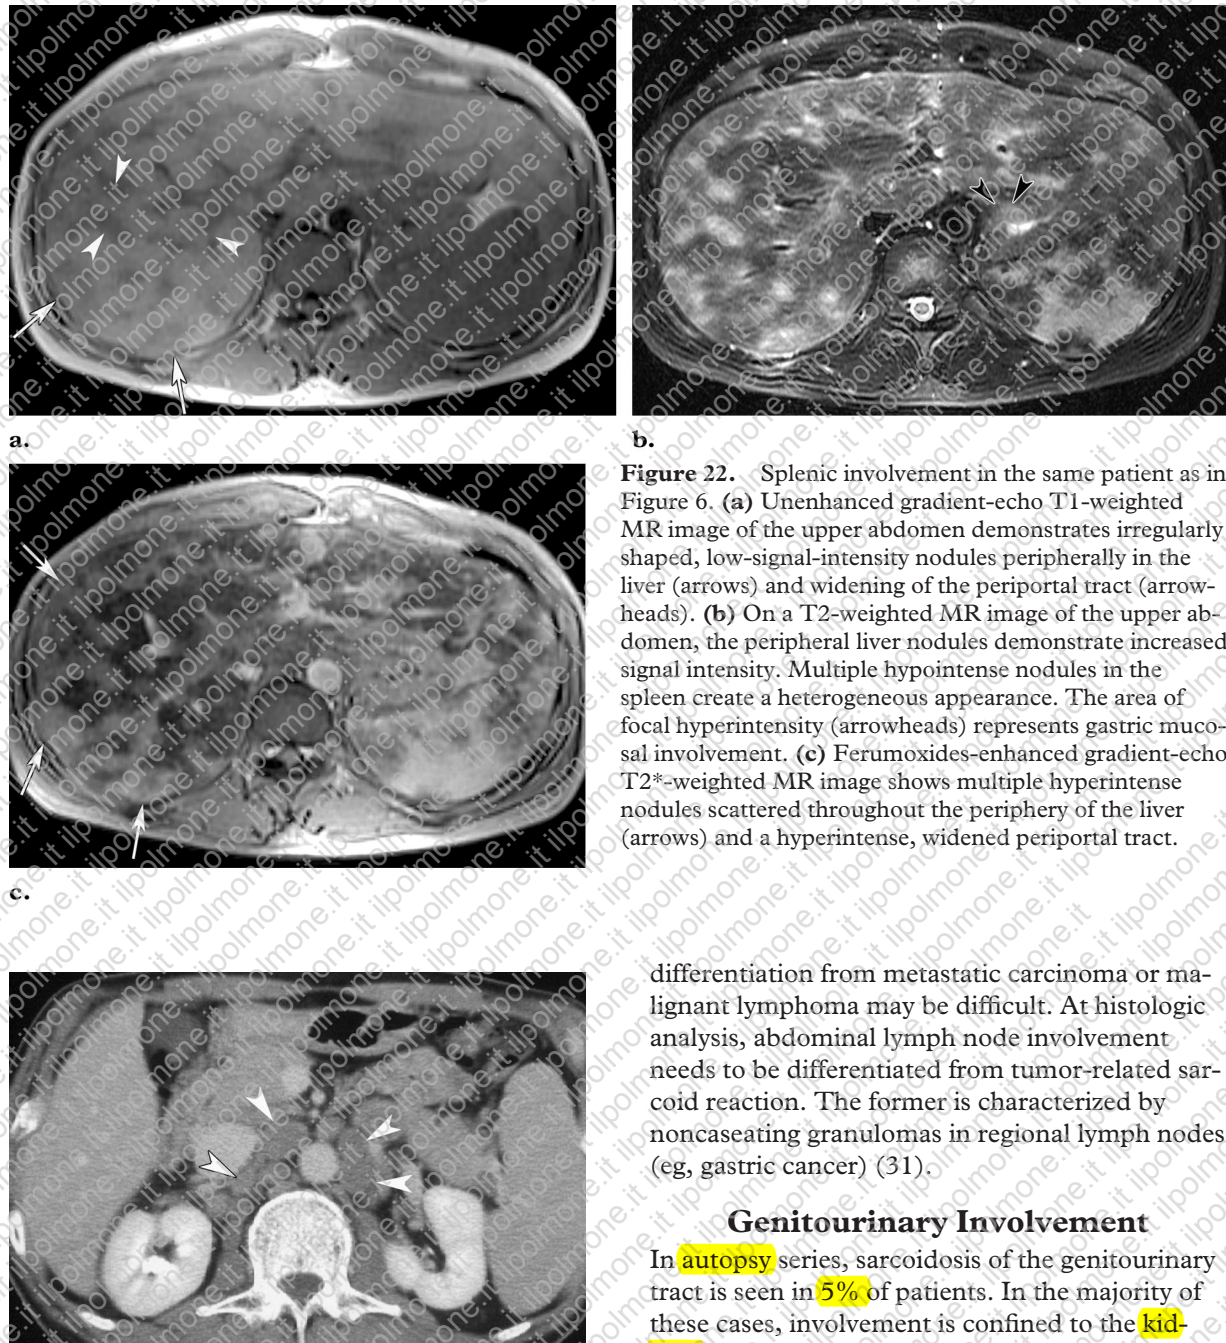 a.
b.
Figure 22. Splenic involvement in the same patient as in
Figure 6. (a) Unenhanced gradient-echo T1-weighted
MR image of the upper abdomen demonstrates irregularly
shaped, low-signal-intensity nodules peripherally in the
liver (arrows) and widening of the periportal tract (arrow-
heads). (b) On a T2-weighted MR image of the upper ab-
domen, the peripheral liver nodules demonstrate increased
signal intensity. Multiple hypointense nodules in the
spleen create a heterogeneous appearance. The area of
focal hyperintensity (arrowheads) represents gastric muco-
sal involvement. (c) Ferumoxides-enhanced gradient-echo
T2*-weighted MR image shows multiple hyperintense
nodules scattered throughout the periphery of the liver
(arrows) and a hyperintense, widened periportal tract.
c.
differentiation from metastatic carcinoma or ma-
lignant lymphoma may be difficult. At histologic
analysis, abdominal lymph node involvement
needs to be differentiated from tumor-related sar-
coid reaction. The former is characterized by
noncaseating granulomas in regional lymph nodes
(eg, gastric cancer) (31).
Genitourinary Involvement
In autopsy series, sarcoidosis of the genitourinary
tract is seen in 5% of patients. In the majority of
these cases, involvement is confined to the kid-
ilpolmone.it